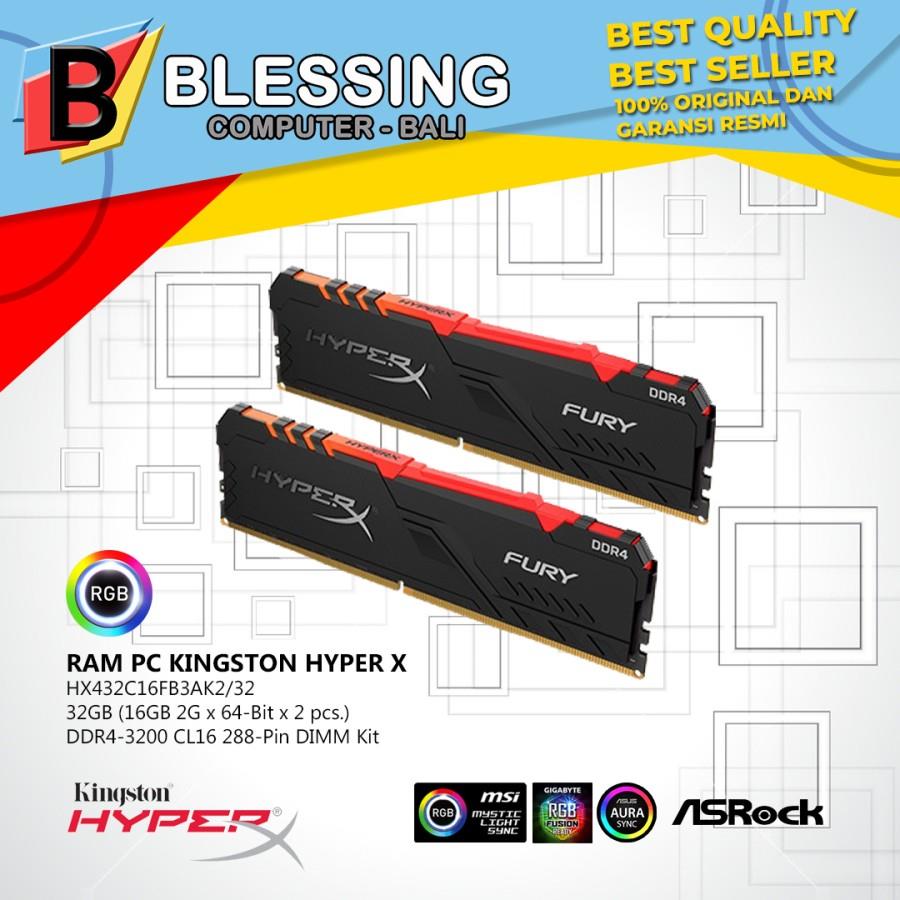 B
BLESSING
COMPUTER - BALI
BEST QUALITY
BEST SELLER
100% ORIGINAL DAN
GARANSI RESMI
HYPERX
HYPERX
FURY
DDR4
HYPERX
HYPERX
FURY
DDR4
RGB
RAM PC KINGSTON HYPER X
HX432C16FB3AK2/32
32GB (16GB 2G x 64-Bit x 2 pcs.)
DDR4-3200 CL16 288-Pin DIMM Kit
Kingston®
HYPERX
RGB
msi
MYSTIC
LIGHT
SYNC
GIGABYTE
RGB
FUSION
READY
ASUS
AURA
SYNC
ASRock